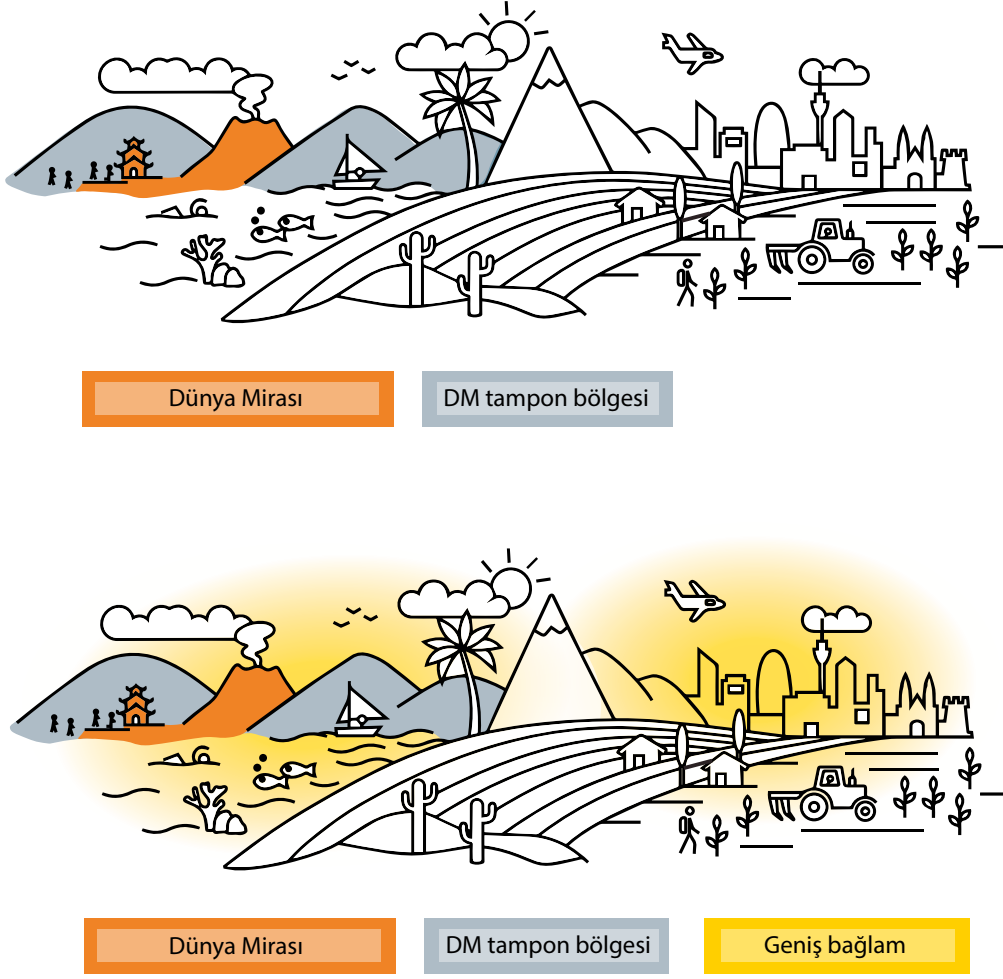 Dünya Mirası
DM tampon bölgesi
Dünya Mirası
DM tampon bölgesi
Geniş bağlam